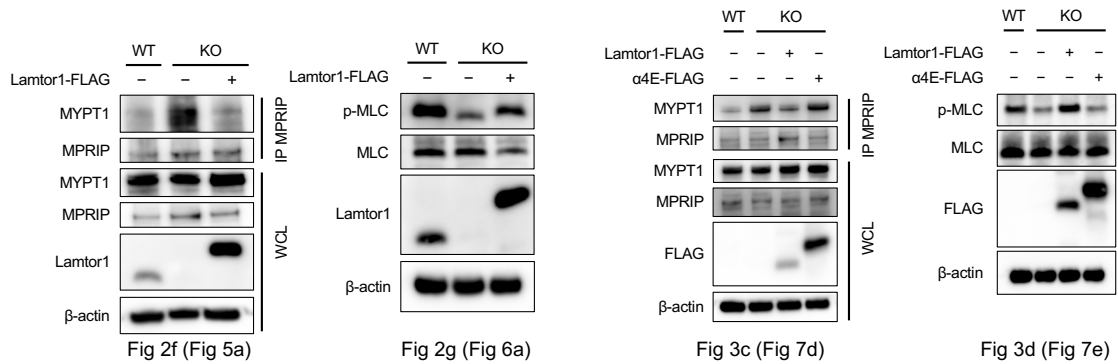 WT KO
Lamtor1-FLAG – – +
MYPT1
MPRIP
IP MPRIP
MYPT1
MPRIP
Lamtor1
β-actin
WCL
Fig 2f (Fig 5a)
WT KO
Lamtor1-FLAG – – +
p-MLC
MLC
Lamtor1
β-actin
Fig 2g (Fig 6a)
WT KO
Lamtor1-FLAG – – + –
α4E-FLAG – – – +
MYPT1
MPRIP
IP MPRIP
MYPT1
MPRIP
FLAG
β-actin
WCL
Fig 3c (Fig 7d)
WT KO
Lamtor1-FLAG – – + –
α4E-FLAG – – – +
p-MLC
MLC
FLAG
β-actin
Fig 3d (Fig 7e)